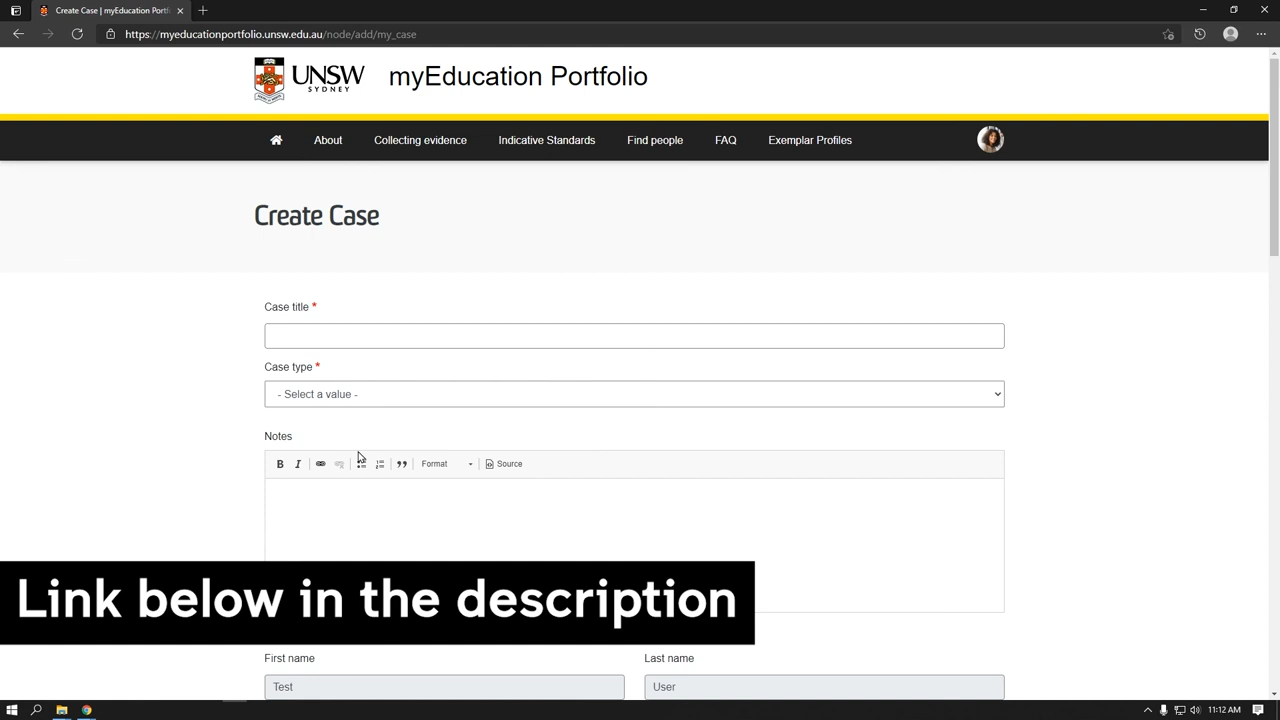 Create Case | myEducation Portf
https://myeducationportfolio.unsw.edu.au/node/add/my_case
UNSW
SYDNEY
myEducation Portfolio
About
Collecting evidence
Indicative Standards
Find people
FAQ
Exemplar Profiles
Create Case
Case title *
Case type *
- Select a value -
Notes
B I
Format
Source
Link below in the description
First name
Last name
Test
User
11:12 AM